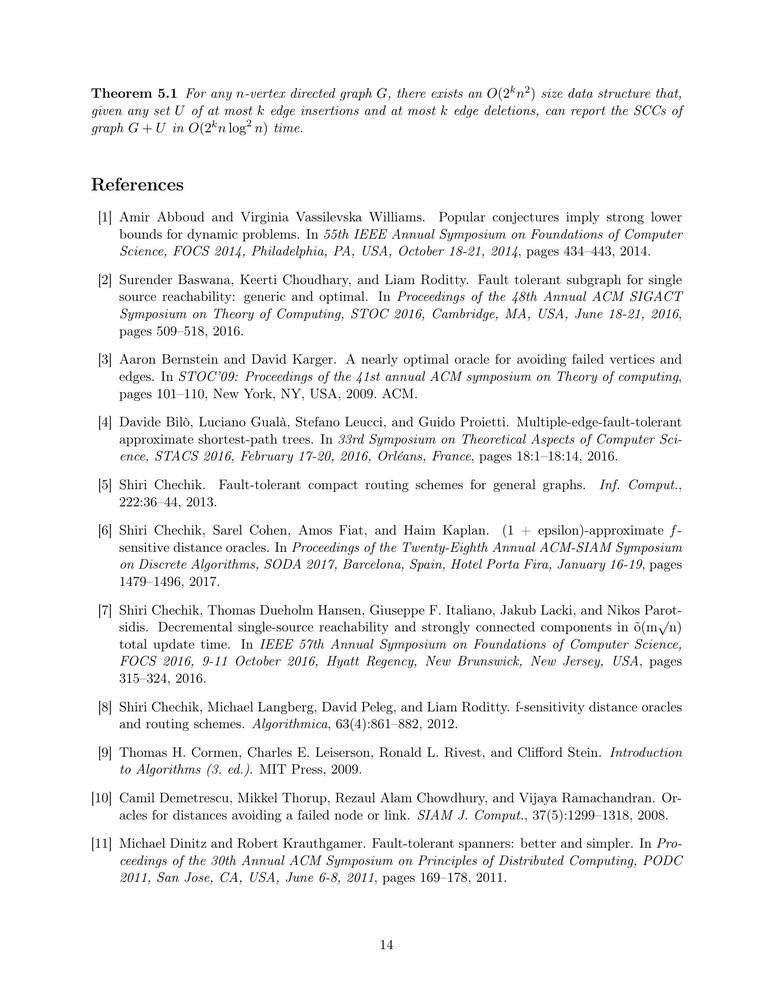 Theorem 5.1 For any n-vertex directed graph G, there exists an O(2^k n^2) size data structure that,
given any set U of at most k edge insertions and at most k edge deletions, can report the SCCs of
graph G + U in O(2^k n log^2 n) time.
References
[1] Amir Abboud and Virginia Vassilevska Williams. Popular conjectures imply strong lower
bounds for dynamic problems. In 55th IEEE Annual Symposium on Foundations of Computer
Science, FOCS 2014, Philadelphia, PA, USA, October 18-21, 2014, pages 434–443, 2014.
[2] Surender Baswana, Keerti Choudhary, and Liam Roditty. Fault tolerant subgraph for single
source reachability: generic and optimal. In Proceedings of the 48th Annual ACM SIGACT
Symposium on Theory of Computing, STOC 2016, Cambridge, MA, USA, June 18-21, 2016,
pages 509–518, 2016.
[3] Aaron Bernstein and David Karger. A nearly optimal oracle for avoiding failed vertices and
edges. In STOC'09: Proceedings of the 41st annual ACM symposium on Theory of computing,
pages 101–110, New York, NY, USA, 2009. ACM.
[4] Davide Bilò, Luciano Gualà, Stefano Leucci, and Guido Proietti. Multiple-edge-fault-tolerant
approximate shortest-path trees. In 33rd Symposium on Theoretical Aspects of Computer Sci-
ence, STACS 2016, February 17-20, 2016, Orléans, France, pages 18:1–18:14, 2016.
[5] Shiri Chechik. Fault-tolerant compact routing schemes for general graphs. Inf. Comput.,
222:36–44, 2013.
[6] Shiri Chechik, Sarel Cohen, Amos Fiat, and Haim Kaplan. (1 + epsilon)-approximate f-
sensitive distance oracles. In Proceedings of the Twenty-Eighth Annual ACM-SIAM Symposium
on Discrete Algorithms, SODA 2017, Barcelona, Spain, Hotel Porta Fira, January 16-19, pages
1479–1496, 2017.
[7] Shiri Chechik, Thomas Dueholm Hansen, Giuseppe F. Italiano, Jakub Lacki, and Nikos Parot-
sidis. Decremental single-source reachability and strongly connected components in õ(m√n)
total update time. In IEEE 57th Annual Symposium on Foundations of Computer Science,
FOCS 2016, 9-11 October 2016, Hyatt Regency, New Brunswick, New Jersey, USA, pages
315–324, 2016.
[8] Shiri Chechik, Michael Langberg, David Peleg, and Liam Roditty. f-sensitivity distance oracles
and routing schemes. Algorithmica, 63(4):861–882, 2012.
[9] Thomas H. Cormen, Charles E. Leiserson, Ronald L. Rivest, and Clifford Stein. Introduction
to Algorithms (3. ed.). MIT Press, 2009.
[10] Camil Demetrescu, Mikkel Thorup, Rezaul Alam Chowdhury, and Vijaya Ramachandran. Or-
acles for distances avoiding a failed node or link. SIAM J. Comput., 37(5):1299–1318, 2008.
[11] Michael Dinitz and Robert Krauthgamer. Fault-tolerant spanners: better and simpler. In Pro-
ceedings of the 30th Annual ACM Symposium on Principles of Distributed Computing, PODC
2011, San Jose, CA, USA, June 6-8, 2011, pages 169–178, 2011.
14